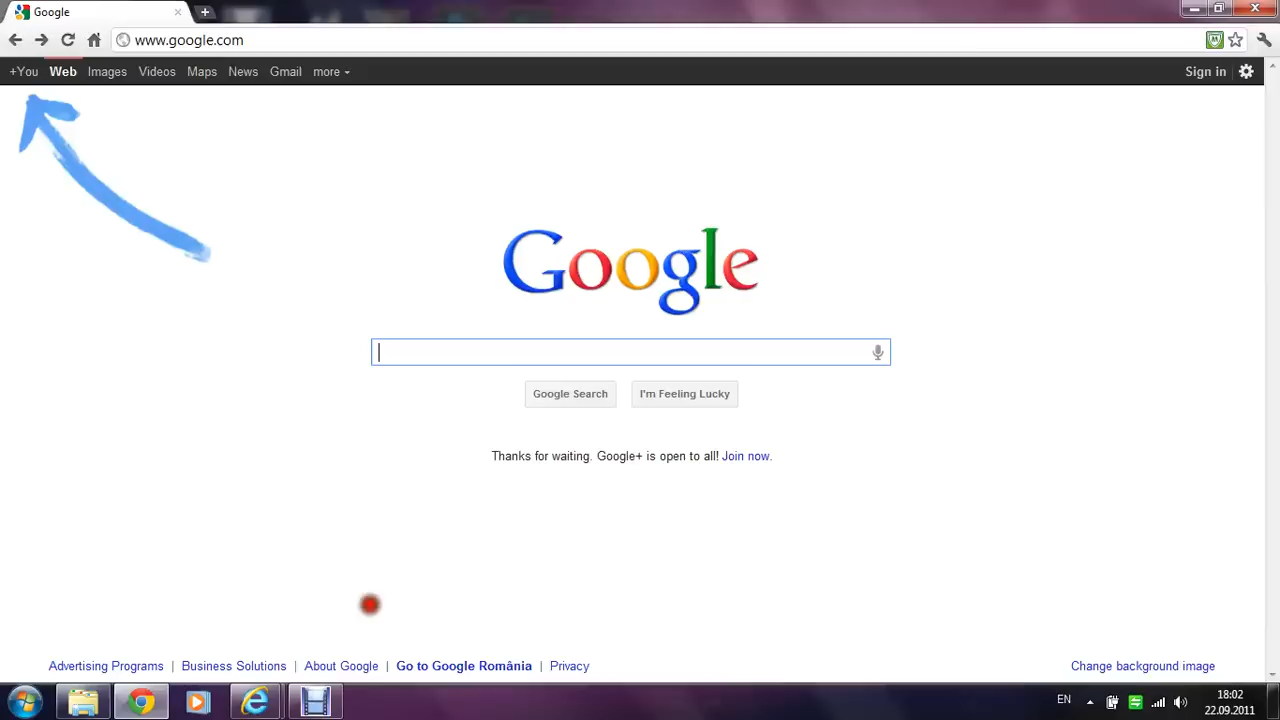 Google
www.google.com
+You Web Images Videos Maps News Gmail more Sign in
Google
Google Search I'm Feeling Lucky
Thanks for waiting. Google+ is open to all! Join now.
Advertising Programs | Business Solutions | About Google | Go to Google România | Privacy Change background image
EN 18:02
22.09.2011